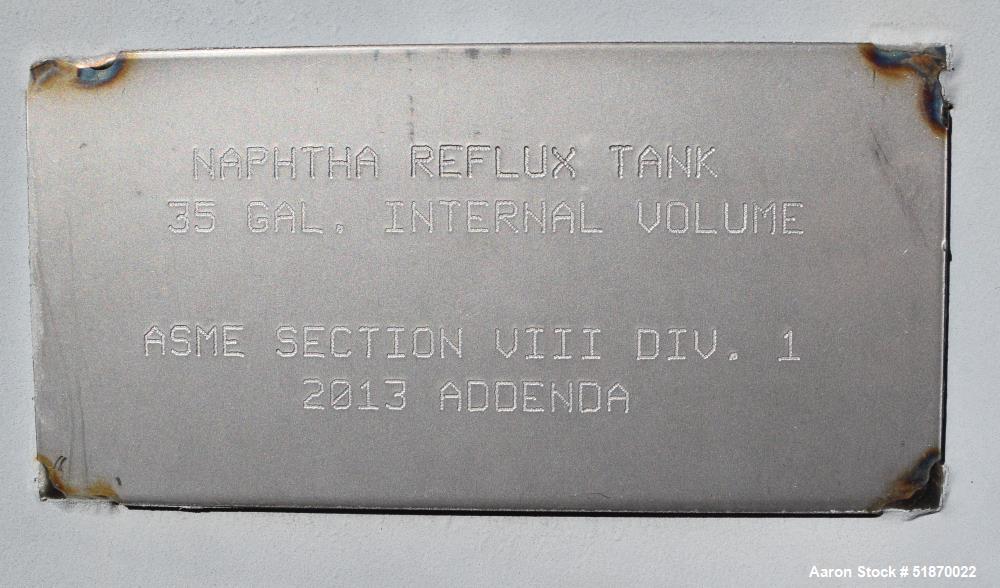 NAPHTHA REFLUX TANK
35 GAL. INTERNAL VOLUME
ASME SECTION VIII DIV. 1
2013 ADDENDA
Aaron Stock # 51870022